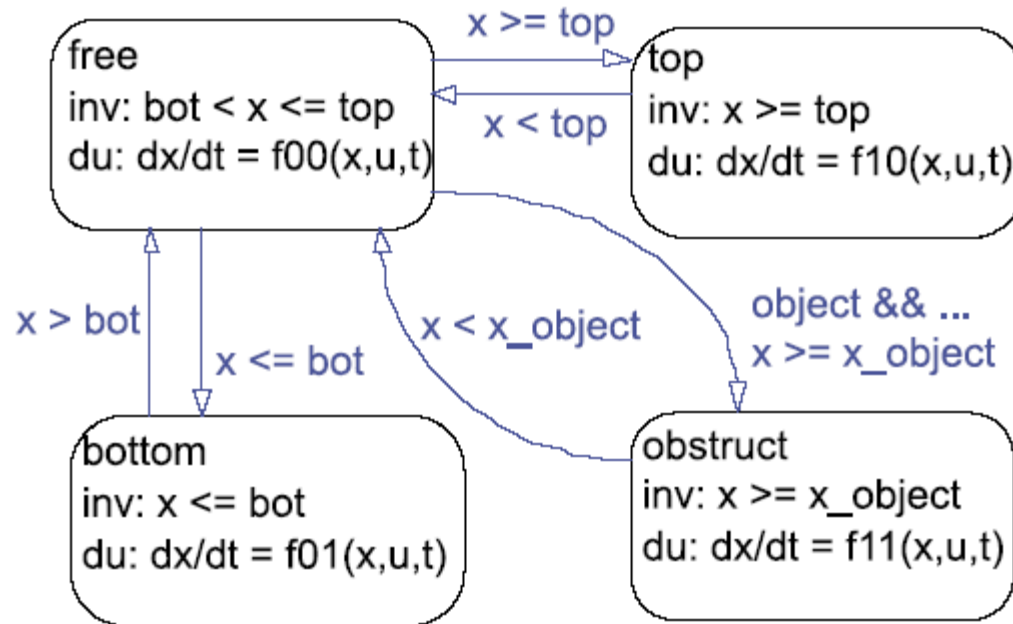 free
inv: bot < x <= top
du: dx/dt = f00(x,u,t)
x >= top
x < top
top
inv: x >= top
du: dx/dt = f10(x,u,t)
x > bot
x <= bot
x < x_object
object && ...
x >= x_object
bottom
inv: x <= bot
du: dx/dt = f01(x,u,t)
obstruct
inv: x >= x_object
du: dx/dt = f11(x,u,t)